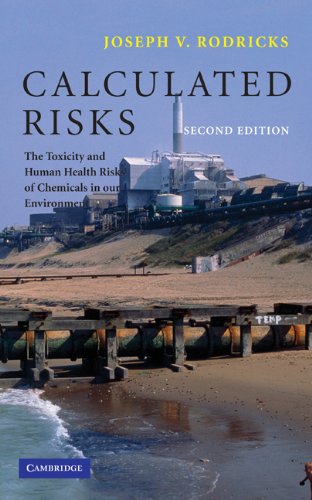 JOSEPH V. RODRICKS
CALCULATED
RISKS
SECOND EDITION
The Toxicity and
Human Health Risks
of Chemicals in our
Environment
TEMP
CAMBRIDGE